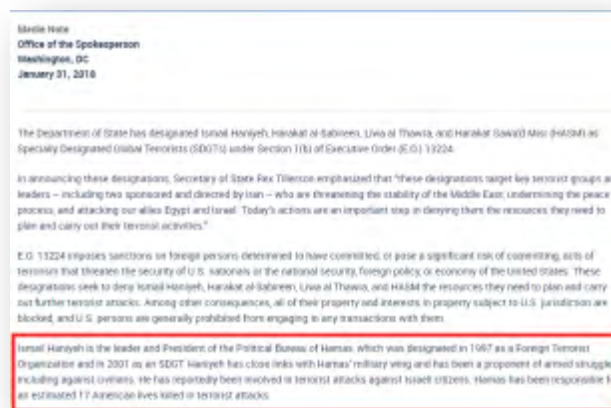 Media Note
Office of the Spokesperson
Washington, DC
January 31, 2018
The Department of State has designated Ismail Haniyeh, Harakat al-Sabireen, Liwa al-Thawra, and Harakat Sawa'd Misr (HASM) as
Specially Designated Global Terrorists (SDGTs) under Section 1(b) of Executive Order (E.O.) 13224.
In announcing these designations, Secretary of State Rex Tillerson emphasized that "these designations target key terrorist groups a
leaders – including two sponsored and directed by Iran – who are threatening the stability of the Middle East, undermining the peace
process, and attacking our allies Egypt and Israel. Today's actions are an important step in denying them the resources they need to
plan and carry out their terrorist activities."
E.O. 13224 imposes sanctions on foreign persons determined to have committed, or pose a significant risk of committing, acts of
terrorism that threaten the security of U.S. nationals or the national security, foreign policy, or economy of the United States. These
designations seek to deny Ismail Haniyeh, Harakat al-Sabireen, Liwa al-Thawra, and HASM the resources they need to plan and carry
out further terrorist attacks. Among other consequences, all of their property and interests in property subject to U.S. jurisdiction are
blocked, and U.S. persons are generally prohibited from engaging in any transactions with them.
Ismail Haniyeh is the leader and President of the Political Bureau of Hamas, which was designated in 1997 as a Foreign Terrorist
Organization and in 2001 as an SDGT. Haniyeh has close links with Hamas' military wing and has been a proponent of armed struggle,
including against civilians. He has reportedly been involved in terrorist attacks against Israeli citizens. Hamas has been responsible f
an estimated 17 American lives killed in terrorist attacks.